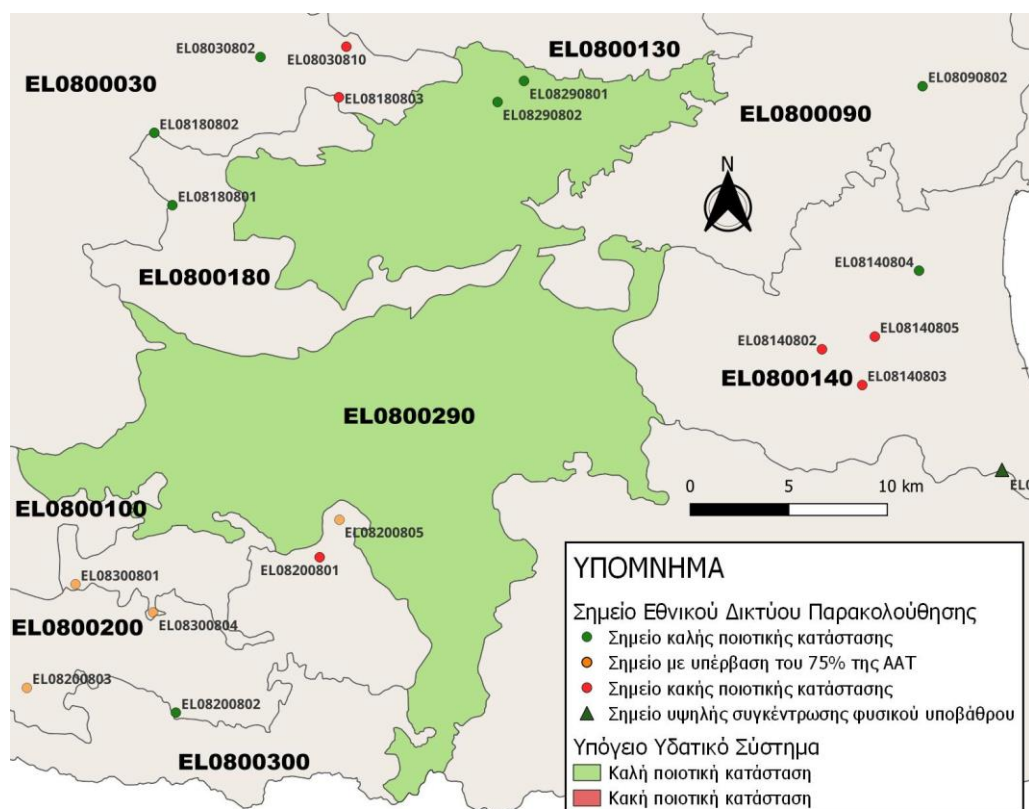 EL0800130
EL08030802
EL08030810
EL0800030
EL08180803
EL08290801
EL08290802
EL08090802
EL0800090
EL08180802
N
EL08180801
EL0800180
EL08140804
EL08140805
EL08140802
EL0800140
EL08140803
EL0800290
0 5 10 km
EL0800100
EL08200805
EL08200801
EL08300801
EL0800200
EL08300804
EL08200803
EL08200802
EL0800300
ΥΠΟΜΝΗΜΑ
Σημείο Εθνικού Δικτύου Παρακολούθησης
Σημείο καλής ποιοτικής κατάστασης
Σημείο με υπέρβαση του 75% της ΑΑΤ
Σημείο κακής ποιοτικής κατάστασης
Σημείο υψηλής συγκέντρωσης φυσικού υποβάθρου
Υπόγειο Υδατικό Σύστημα
Καλή ποιοτική κατάσταση
Κακή ποιοτική κατάσταση